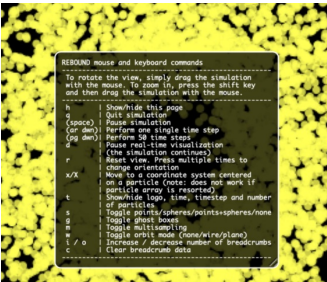 REBOUND mouse and keyboard commands
To rotate the view, simply drag the simulation
with the mouse. To zoom in, press the shift key
and then drag the simulation with the mouse.
h | Show/hide this page
q | Quit simulation
(space) | Pause simulation
(ar dwn)| Perform one single time step
(pg dwn)| Perform 50 time steps
d | Pause real-time visualization
| (the simulation continues)
r | Reset view. Press multiple times to
| change orientation
x/X | Move to a coordinate system centered
| on a particle (note: does not work if
| particle array is resorted)
t | Show/hide logo, time, timestep and number
| of particles
s | Toggle points/spheres/points+spheres/none
g | Toggle ghost boxes
m | Toggle multisampling
w | Toggle orbit mode (none/wire/plane)
i / o | Increase / decrease number of breadcrumbs
c | Clear breadcrumb data